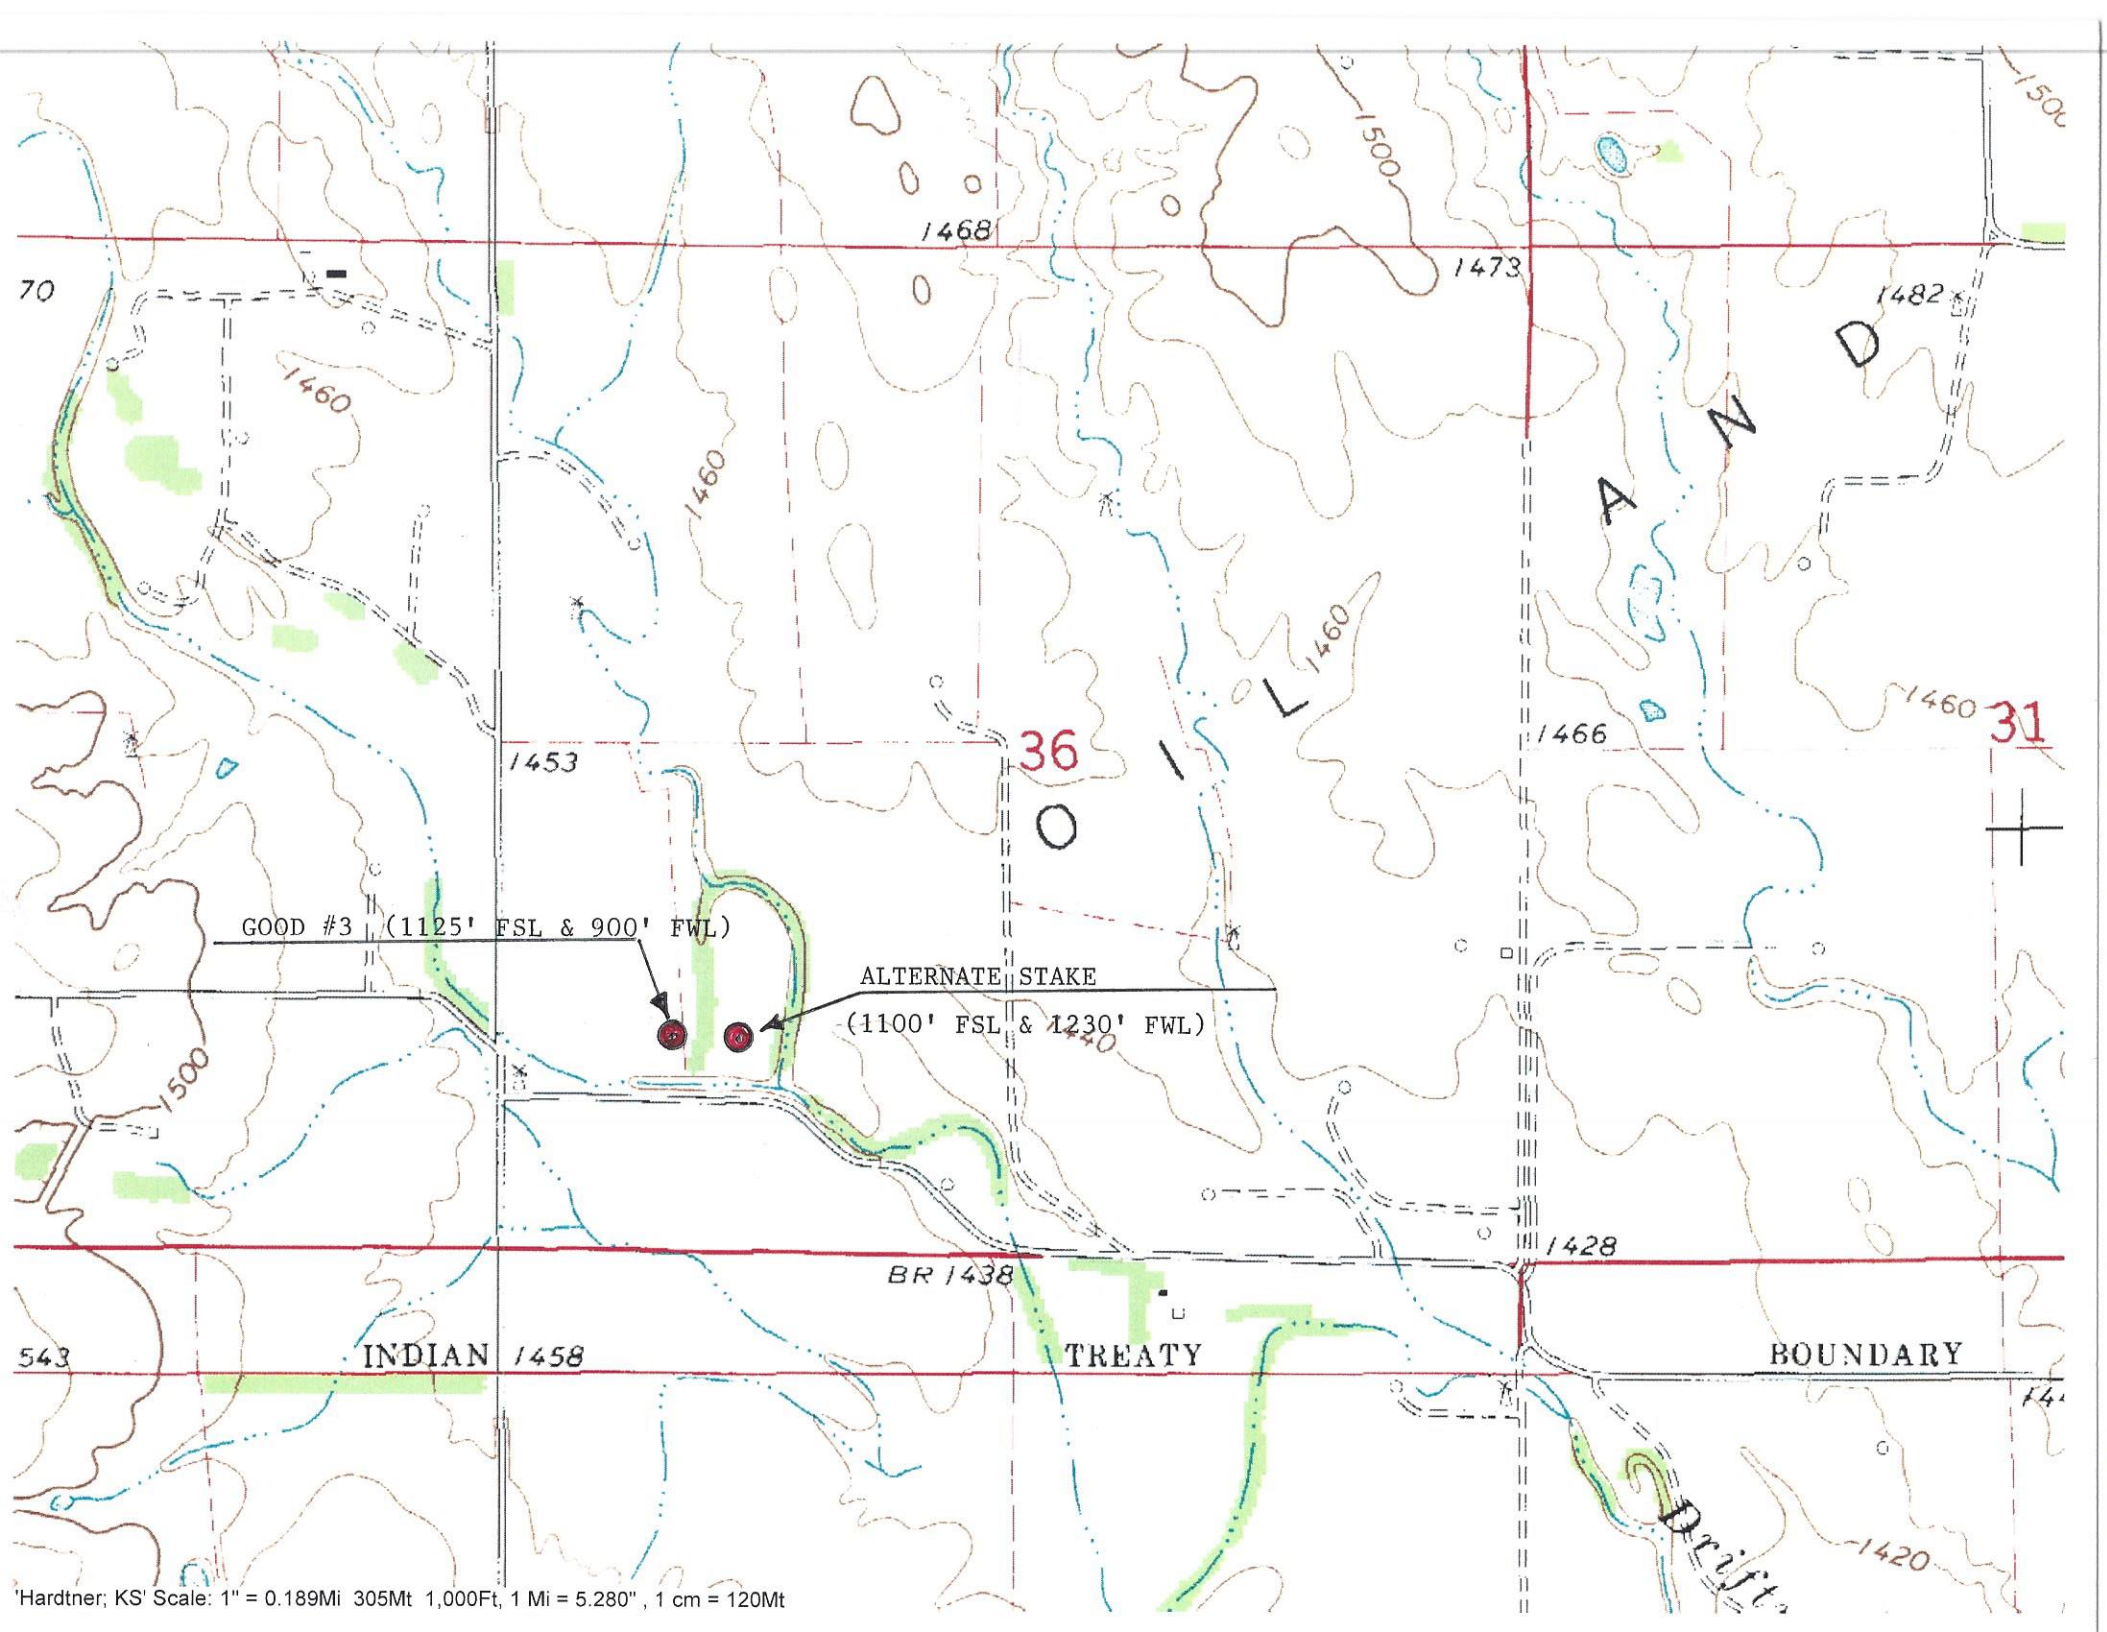 1500
1500
1468
1473
70
1482
D
1460
N
1460
A
1460
L
1460
31
36
1453
I
1466
O
GOOD #3 (1125' FSL & 900' FWL)
ALTERNATE STAKE
(1100' FSL & 1230' FWL)
1440
1500
1428
BR 1438
543
INDIAN 1458 TREATY BOUNDARY
1420
'Hardtner; KS' Scale: 1" = 0.189Mi 305Mt 1,000Ft, 1 Mi = 5.280" , 1 cm = 120Mt